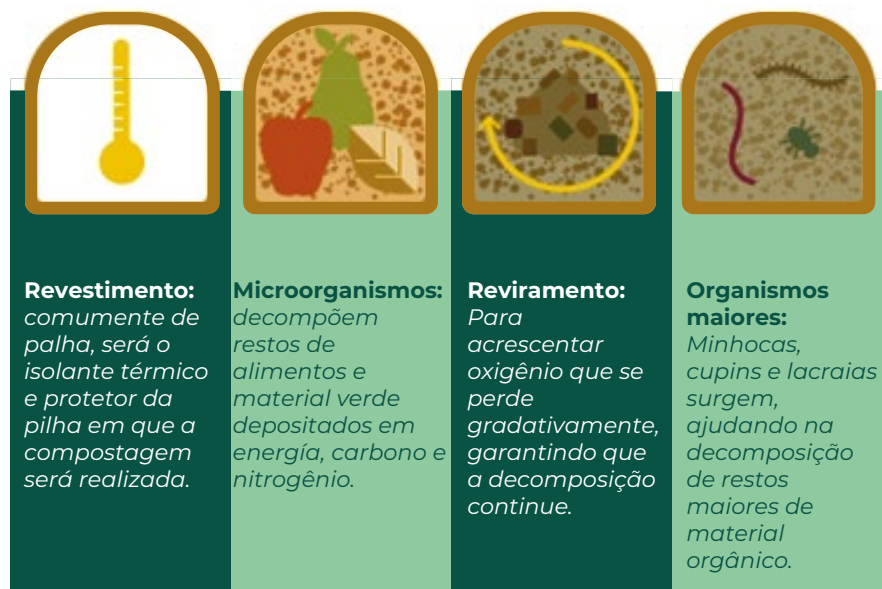 Revestimento:
comumente de
palha, será o
isolante térmico
e protetor da
pilha em que a
compostagem
será realizada.
Microorganismos:
decompõem
restos de
alimentos e
material verde
depositados em
energía, carbono e
nitrogênio.
Reviramento:
Para
acrescentar
oxigênio que se
perde
gradativamente,
garantindo que
a decomposição
continue.
Organismos
maiores:
Minhocas,
cupins e lacraias
surgem,
ajudando na
decomposição
de restos
maiores de
material
orgânico.